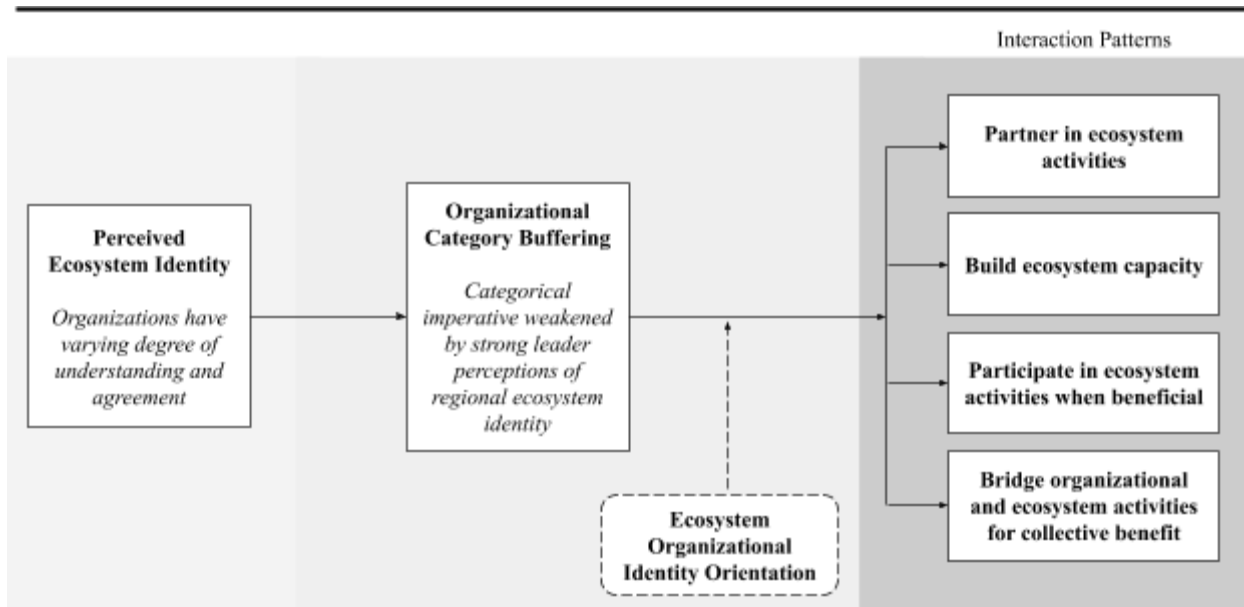 Interaction Patterns
Perceived
Ecosystem Identity
Organizations have
varying degree of
understanding and
agreement
Organizational
Category Buffering
Categorical
imperative weakened
by strong leader
perceptions of
regional ecosystem
identity
Ecosystem
Organizational
Identity Orientation
Partner in ecosystem
activities
Build ecosystem capacity
Participate in ecosystem
activities when beneficial
Bridge organizational
and ecosystem activities
for collective benefit